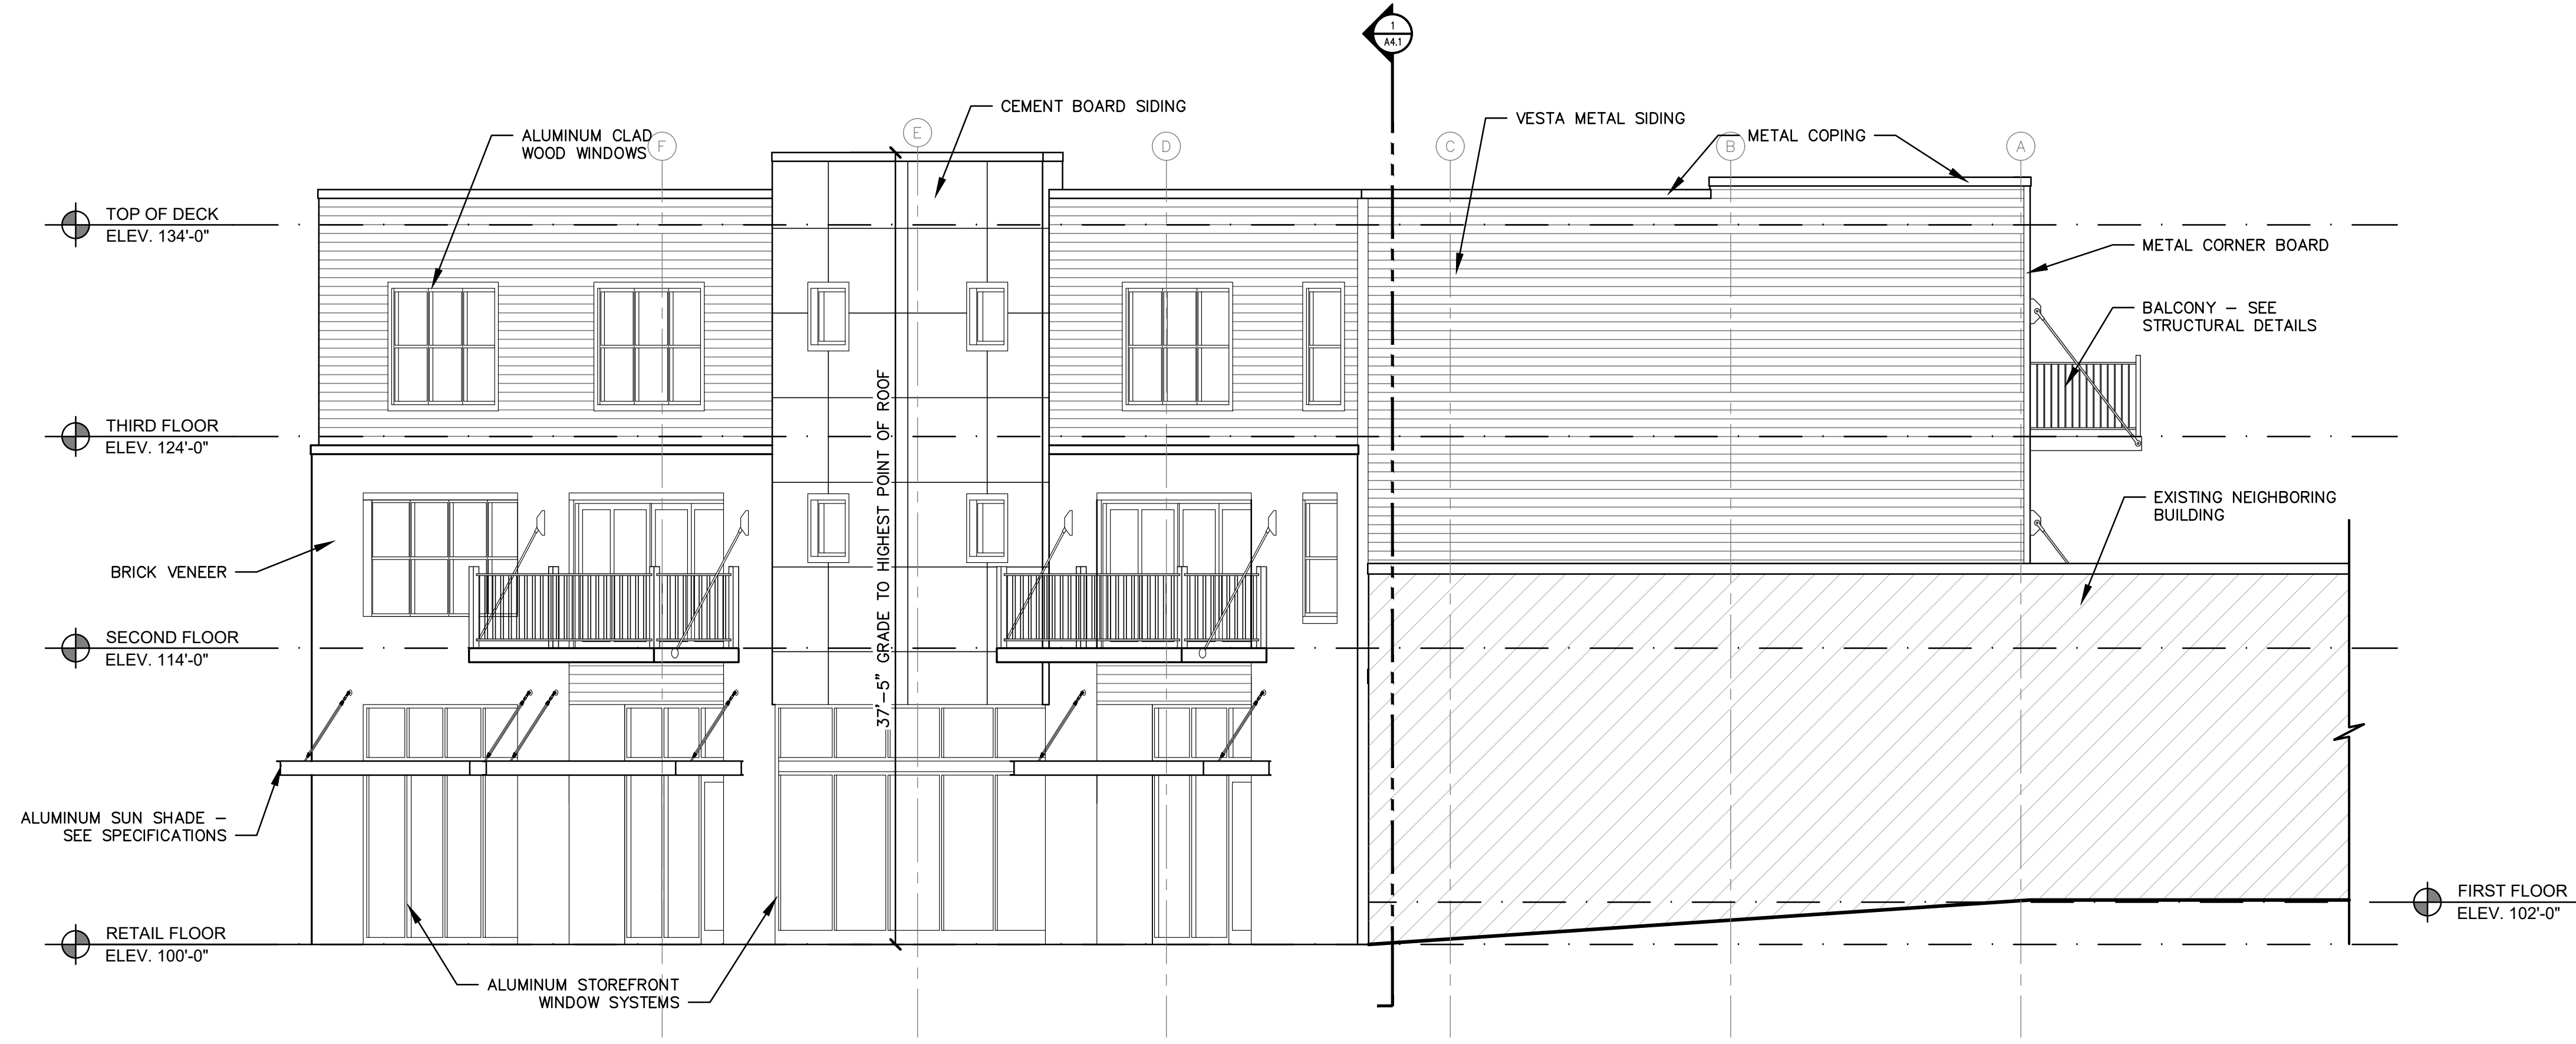 1
A4.1
CEMENT BOARD SIDING
VESTA METAL SIDING
ALUMINUM CLAD
WOOD WINDOWS
METAL COPING
F
E
D
C
B
A
TOP OF DECK
ELEV. 134'-0"
METAL CORNER BOARD
BALCONY – SEE
STRUCTURAL DETAILS
THIRD FLOOR
ELEV. 124'-0"
37'–5" GRADE TO HIGHEST POINT OF ROOF
EXISTING NEIGHBORING
BUILDING
BRICK VENEER
SECOND FLOOR
ELEV. 114'-0"
ALUMINUM SUN SHADE –
SEE SPECIFICATIONS
FIRST FLOOR
ELEV. 102'-0"
RETAIL FLOOR
ELEV. 100'-0"
ALUMINUM STOREFRONT
WINDOW SYSTEMS